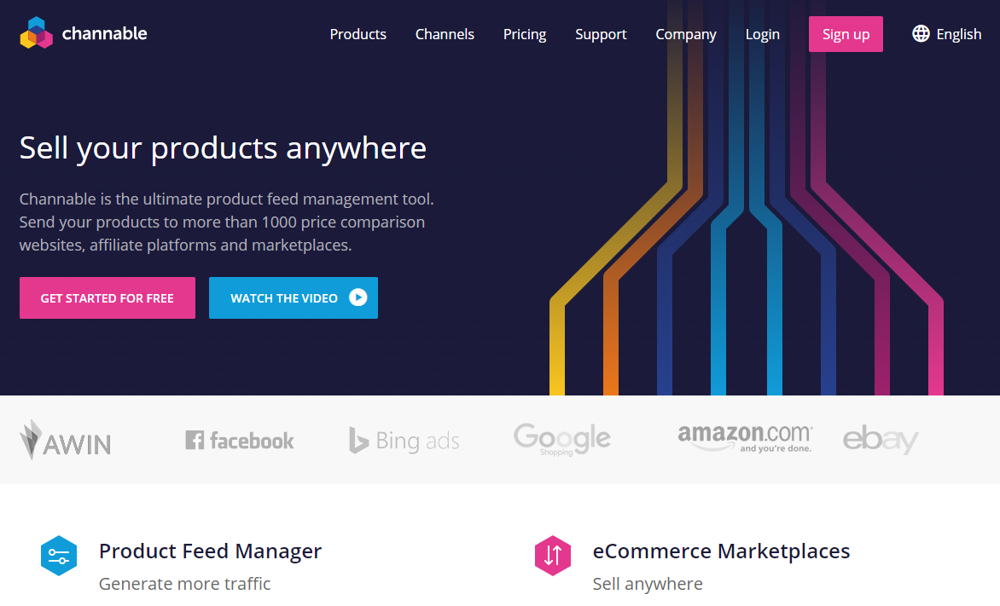 channable
Products Channels Pricing Support Company Login Sign up English
Sell your products anywhere
Channable is the ultimate product feed management tool.
Send your products to more than 1000 price comparison
websites, affiliate platforms and marketplaces.
GET STARTED FOR FREE WATCH THE VIDEO
AWIN facebook Bing ads Google Shopping amazon.com and you're done. ebay
Product Feed Manager eCommerce Marketplaces
Generate more traffic Sell anywhere